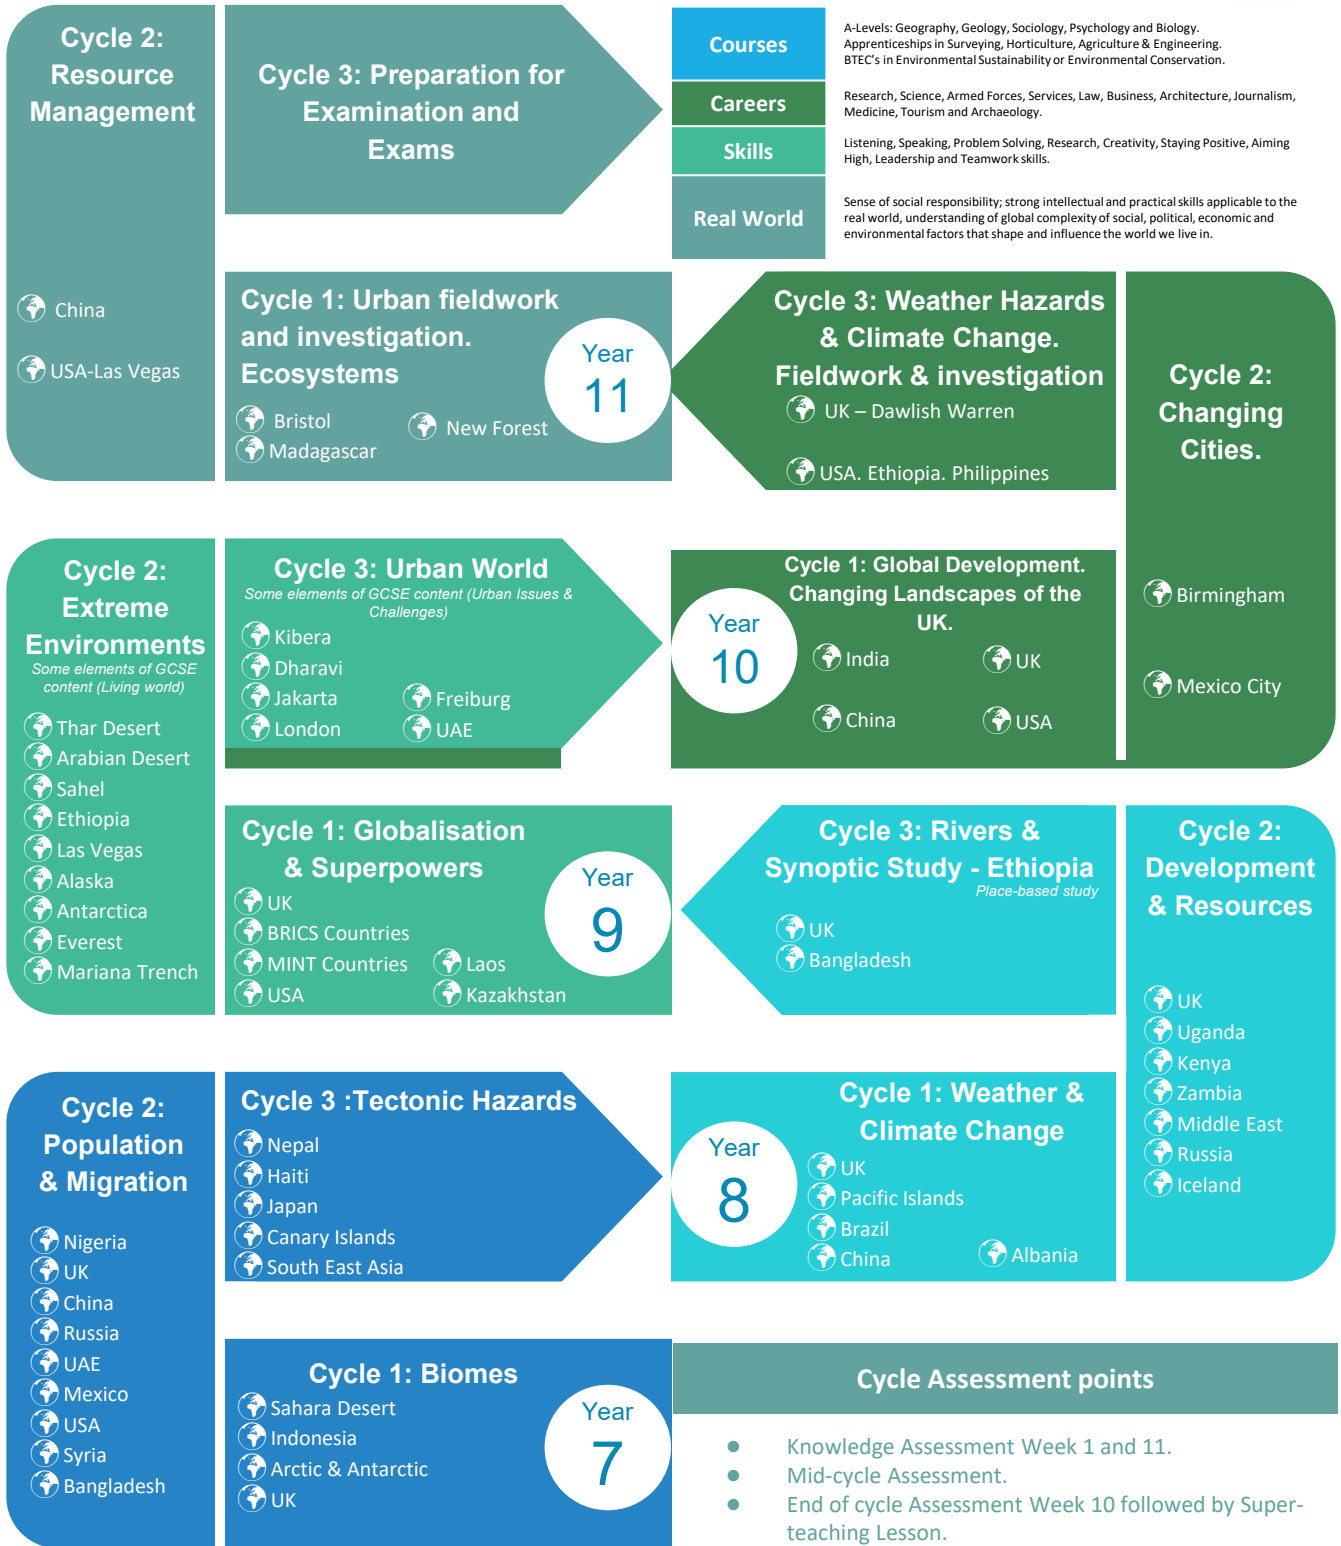 Cycle 2:
Resource
Management
China
USA-Las Vegas
Cycle 3: Preparation for
Examination and
Exams
Courses
A-Levels: Geography, Geology, Sociology, Psychology and Biology.
Apprenticeships in Surveying, Horticulture, Agriculture & Engineering.
BTEC's in Environmental Sustainability or Environmental Conservation.
Careers
Research, Science, Armed Forces, Services, Law, Business, Architecture, Journalism,
Medicine, Tourism and Archaeology.
Skills
Listening, Speaking, Problem Solving, Research, Creativity, Staying Positive, Aiming
High, Leadership and Teamwork skills.
Real World
Sense of social responsibility; strong intellectual and practical skills applicable to the
real world, understanding of global complexity of social, political, economic and
environmental factors that shape and influence the world we live in.
Cycle 1: Urban fieldwork
and investigation.
Ecosystems
Bristol
Madagascar
New Forest
Year
11
Cycle 3: Weather Hazards
& Climate Change.
Fieldwork & investigation
UK – Dawlish Warren
USA. Ethiopia. Philippines
Cycle 2:
Changing
Cities.
Birmingham
Mexico City
Cycle 2:
Extreme
Environments
Some elements of GCSE
content (Living world)
Thar Desert
Arabian Desert
Sahel
Ethiopia
Las Vegas
Alaska
Antarctica
Everest
Mariana Trench
Cycle 3: Urban World
Some elements of GCSE content (Urban Issues &
Challenges)
Kibera
Dharavi
Jakarta
London
Freiburg
UAE
Year
10
Cycle 1: Global Development.
Changing Landscapes of the
UK.
India
UK
China
USA
Cycle 1: Globalisation
& Superpowers
UK
BRICS Countries
MINT Countries
USA
Laos
Kazakhstan
Year
9
Cycle 3: Rivers &
Synoptic Study - Ethiopia
Place-based study
UK
Bangladesh
Cycle 2:
Development
& Resources
UK
Uganda
Kenya
Zambia
Middle East
Russia
Iceland
Cycle 2:
Population
& Migration
Nigeria
UK
China
Russia
UAE
Mexico
USA
Syria
Bangladesh
Cycle 3 :Tectonic Hazards
Nepal
Haiti
Japan
Canary Islands
South East Asia
Year
8
Cycle 1: Weather &
Climate Change
UK
Pacific Islands
Brazil
China
Albania
Cycle 1: Biomes
Sahara Desert
Indonesia
Arctic & Antarctic
UK
Year
7
Cycle Assessment points
● Knowledge Assessment Week 1 and 11.
● Mid-cycle Assessment.
● End of cycle Assessment Week 10 followed by Super-
teaching Lesson.